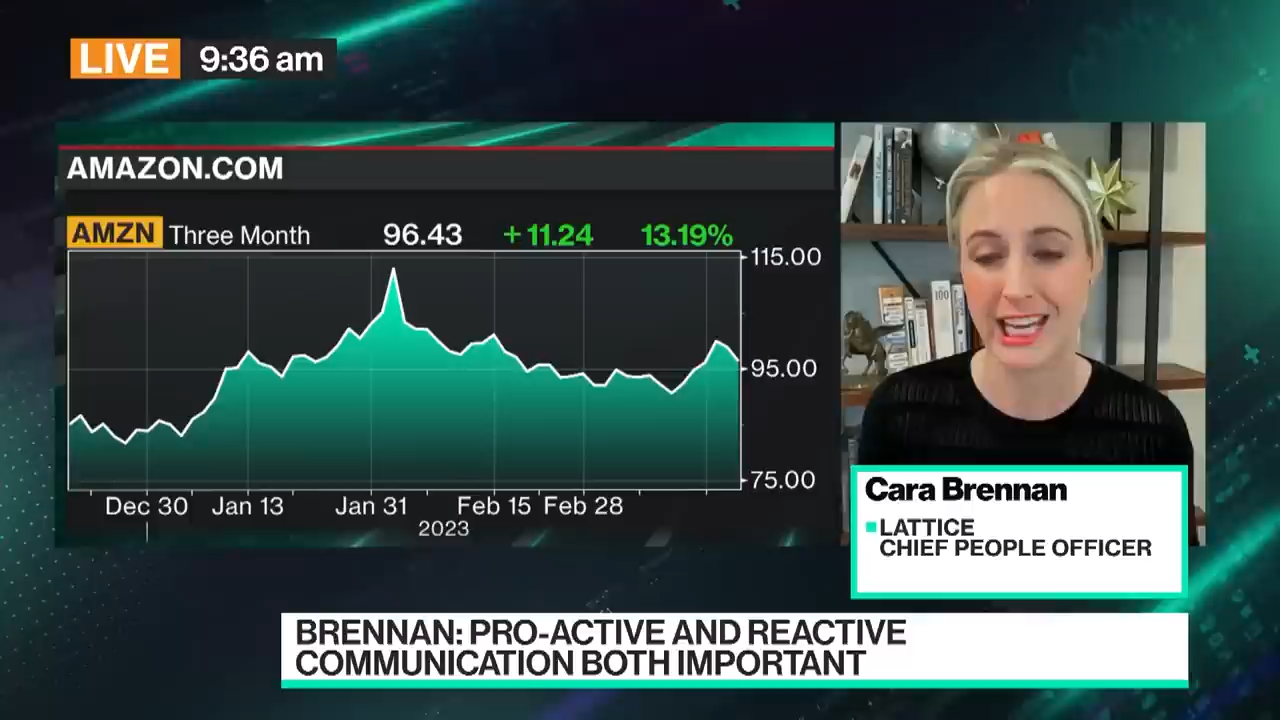 LIVE 9:36 am
AMAZON.COM
AMZN Three Month 96.43 +11.24 13.19%
115.00
95.00
75.00
Dec 30 Jan 13 Jan 31 Feb 15 Feb 28
2023
100
Cara Brennan
LATTICE
CHIEF PEOPLE OFFICER
BRENNAN: PRO-ACTIVE AND REACTIVE
COMMUNICATION BOTH IMPORTANT